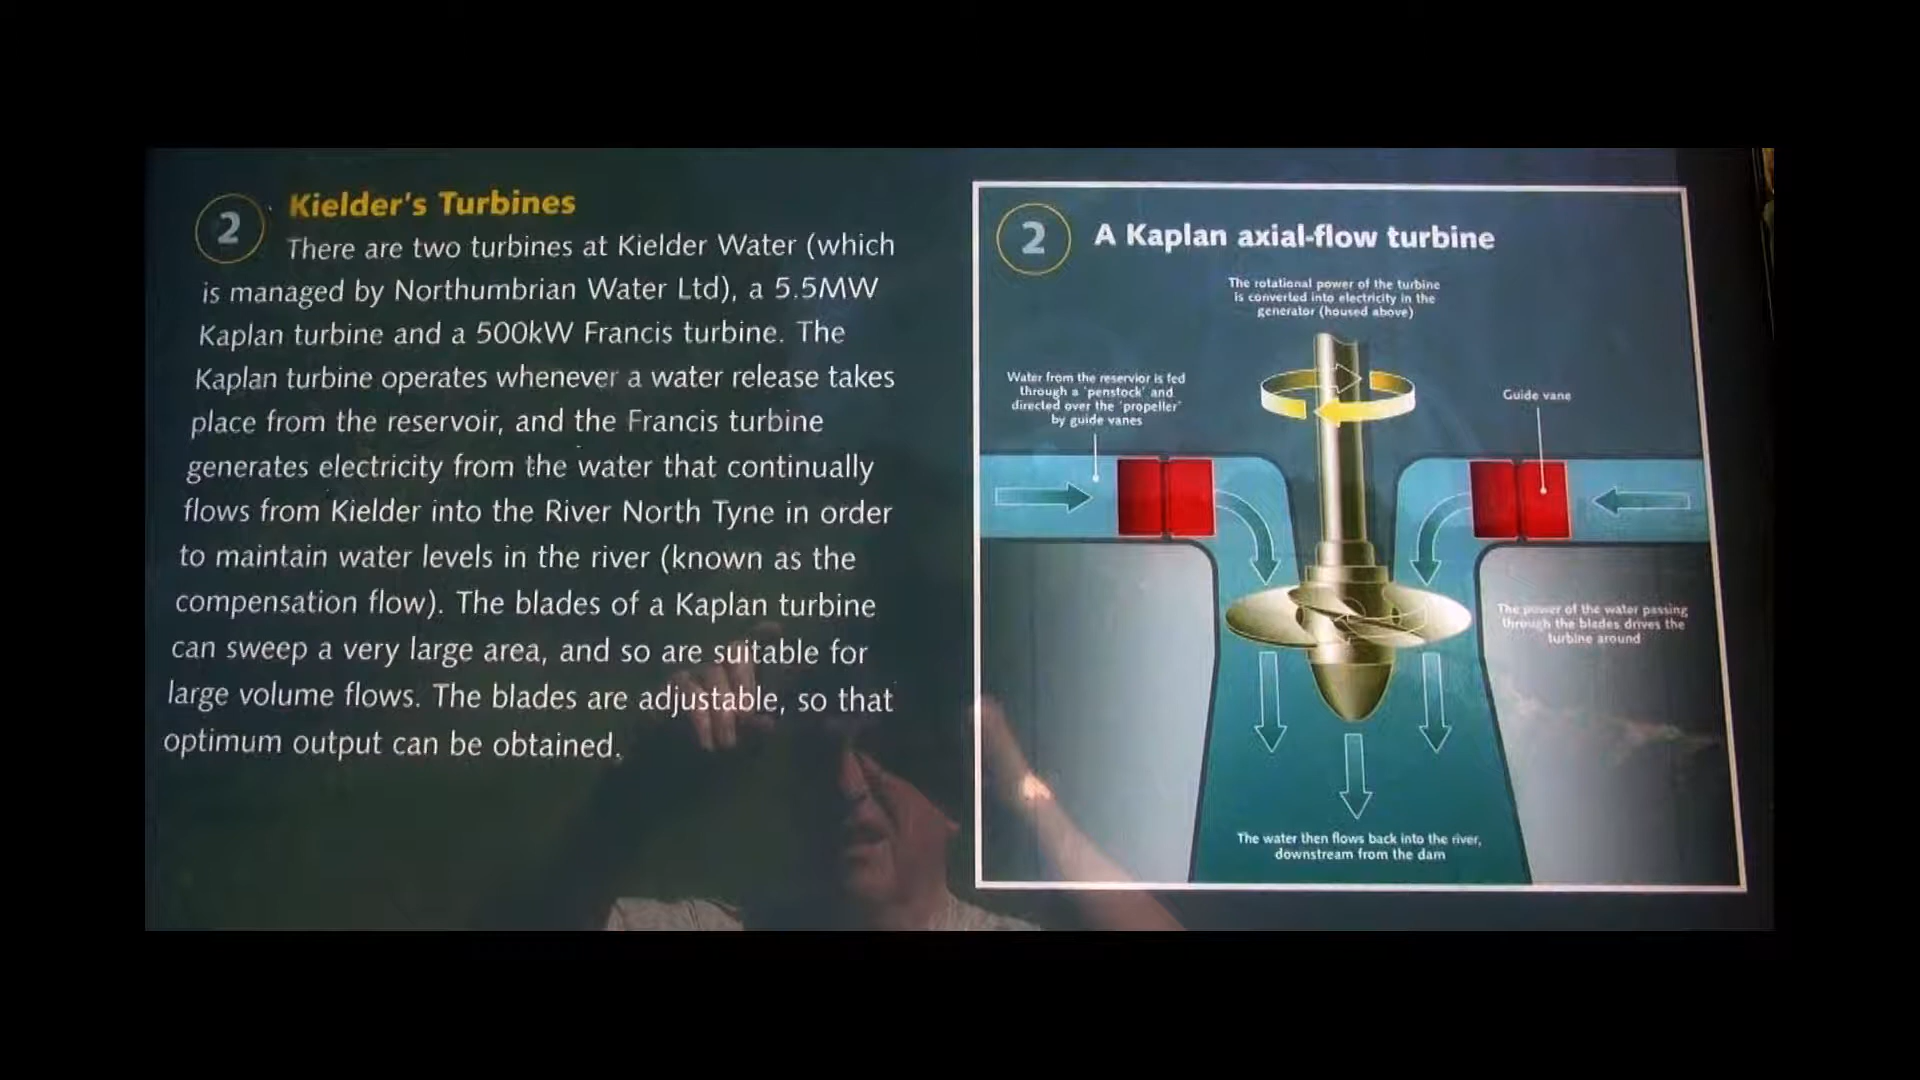 2
Kielder's Turbines
There are two turbines at Kielder Water (which
is managed by Northumbrian Water Ltd), a 5.5MW
Kaplan turbine and a 500kW Francis turbine. The
Kaplan turbine operates whenever a water release takes
place from the reservoir, and the Francis turbine
generates electricity from the water that continually
flows from Kielder into the River North Tyne in order
to maintain water levels in the river (known as the
compensation flow). The blades of a Kaplan turbine
can sweep a very large area, and so are suitable for
large volume flows. The blades are adjustable, so that
optimum output can be obtained.
2
A Kaplan axial-flow turbine
The rotational power of the turbine
is converted into electricity in the
generator (housed above)
Water from the reservior is fed
through a 'penstock' and
directed over the 'propeller'
by guide vanes
Guide vane
The power of the water passing
through the blades drives the
turbine around
The water then flows back into the river,
downstream from the dam